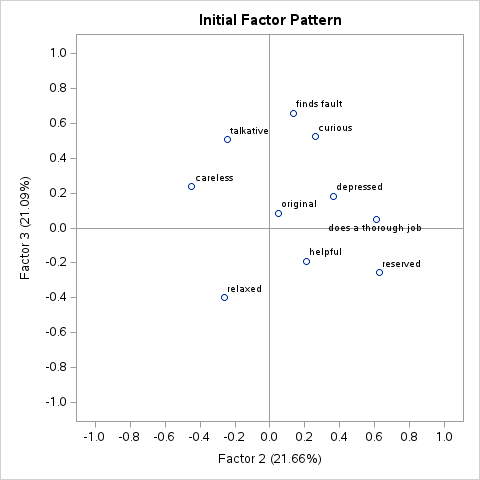 Initial Factor Pattern
1.0
0.8
finds fault
0.6
talkative
curious
0.4
careless
depressed
0.2
original
0.0
does a thorough job
helpful
-0.2
reserved
relaxed
-0.4
-0.6
-0.8
-1.0
Factor 3 (21.09%)
-1.0 -0.8 -0.6 -0.4 -0.2 0.0 0.2 0.4 0.6 0.8 1.0
Factor 2 (21.66%)